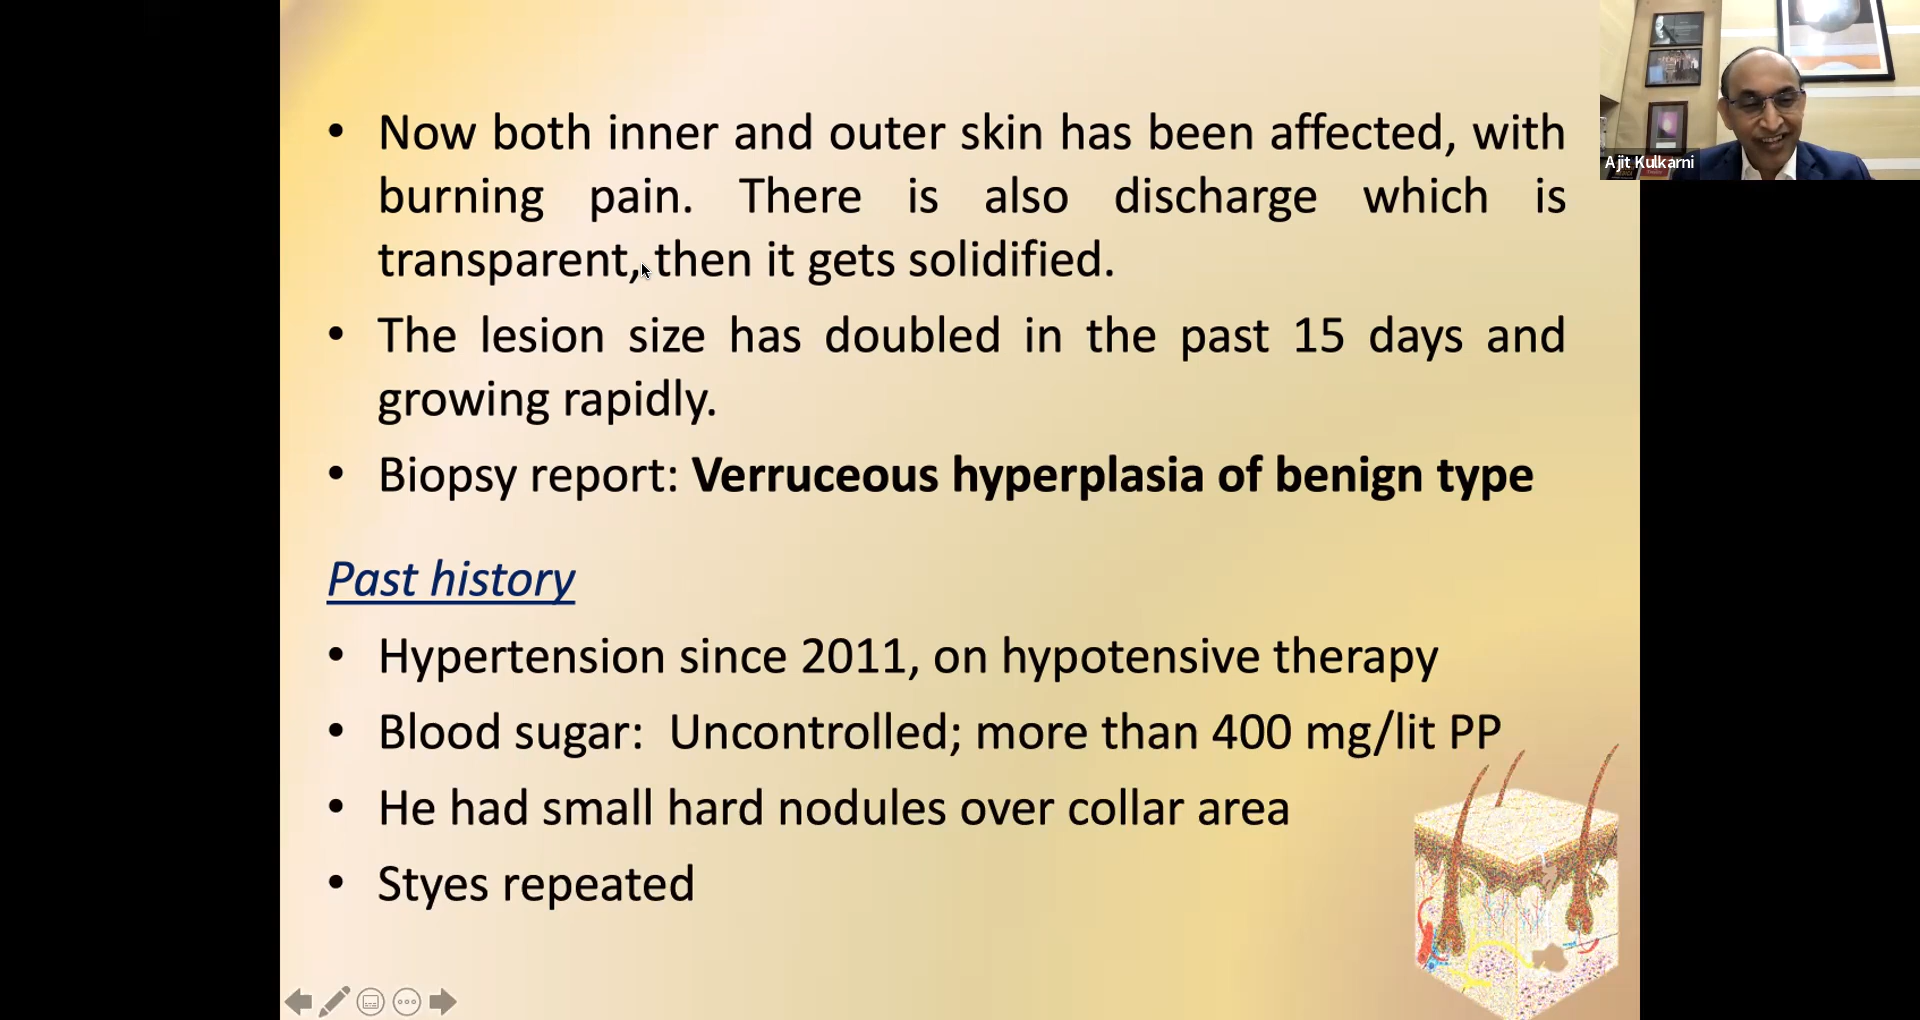 • Now both inner and outer skin has been affected, with
burning pain. There is also discharge which is
transparent, then it gets solidified.
• The lesion size has doubled in the past 15 days and
growing rapidly.
• Biopsy report: Verruceous hyperplasia of benign type
Past history
• Hypertension since 2011, on hypotensive therapy
• Blood sugar: Uncontrolled; more than 400 mg/lit PP
• He had small hard nodules over collar area
• Styes repeated
Ajit Kulkarni